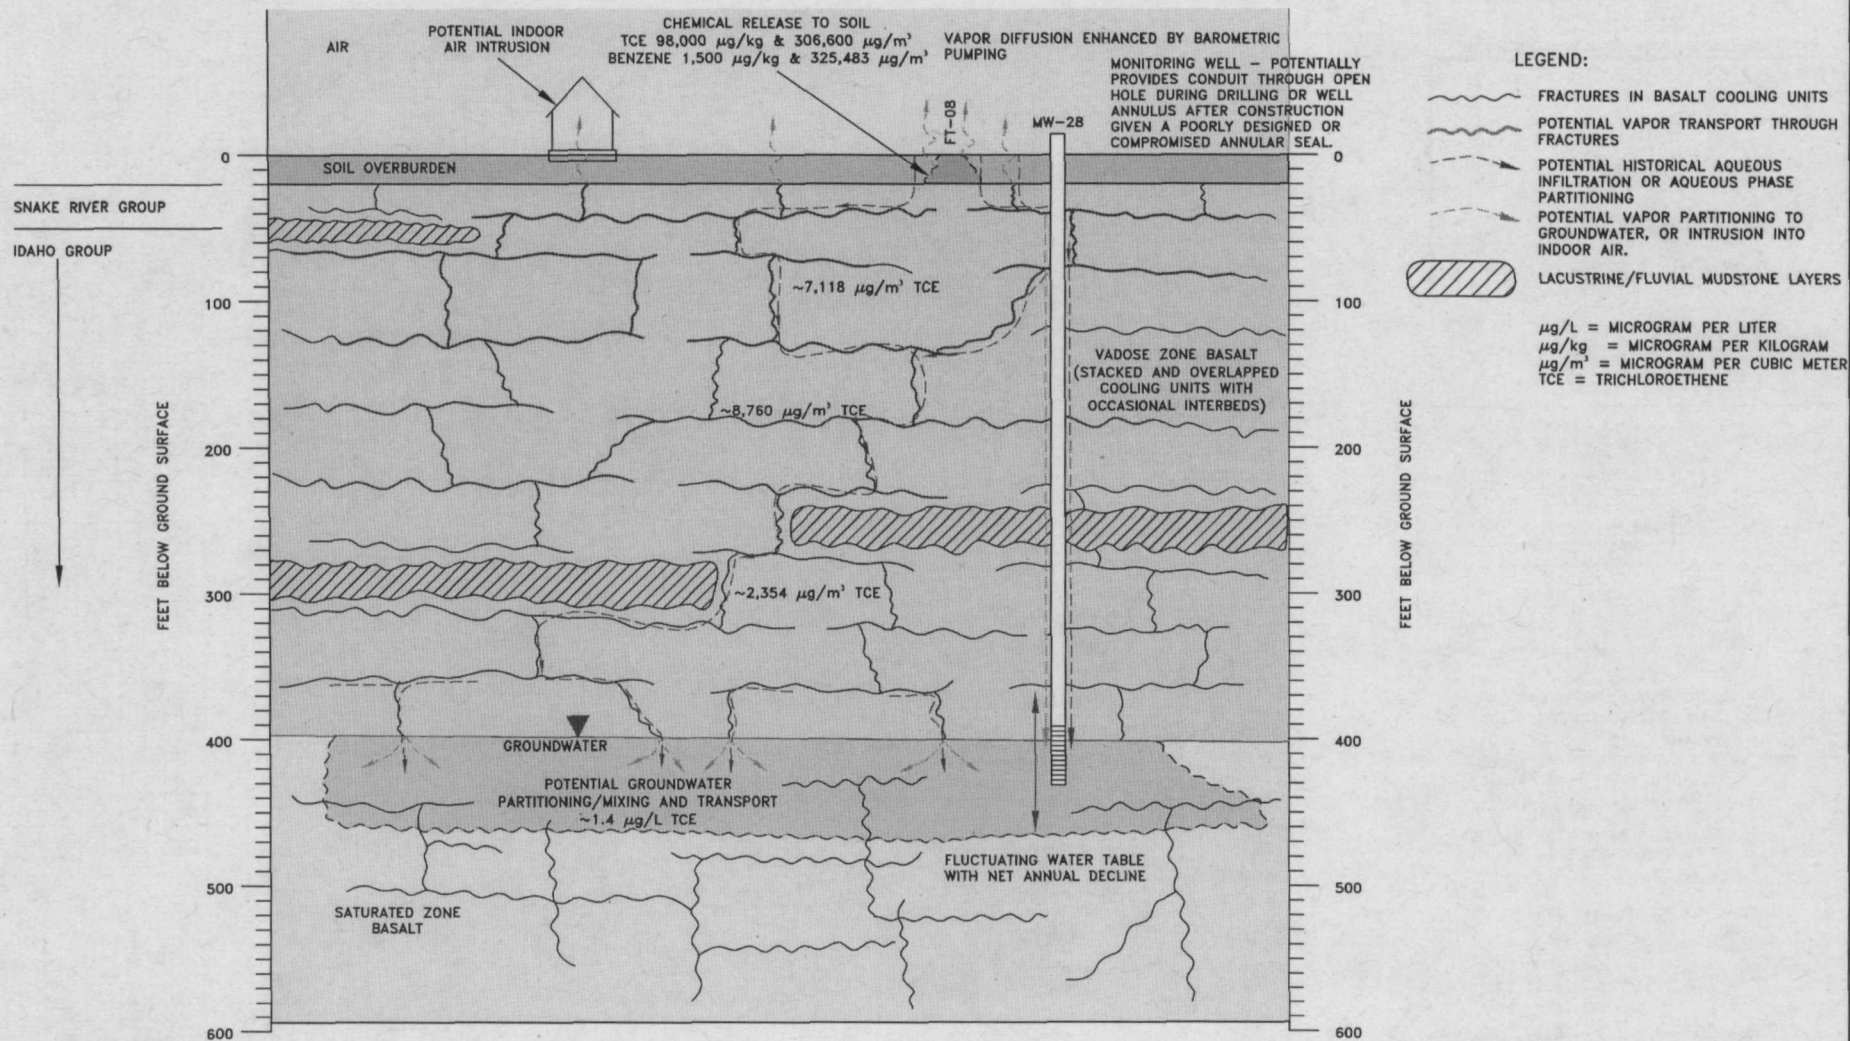 AIR
POTENTIAL INDOOR
AIR INTRUSION
CHEMICAL RELEASE TO SOIL
TCE 98,000 μg/kg & 306,600 μg/m³
BENZENE 1,500 μg/kg & 325,483 μg/m³
VAPOR DIFFUSION ENHANCED BY BAROMETRIC
PUMPING
MONITORING WELL – POTENTIALLY
PROVIDES CONDUIT THROUGH OPEN
HOLE DURING DRILLING OR WELL
ANNULUS AFTER CONSTRUCTION
GIVEN A POORLY DESIGNED OR
COMPROMISED ANNULAR SEAL.
FT-08
MW-28
LEGEND:
FRACTURES IN BASALT COOLING UNITS
POTENTIAL VAPOR TRANSPORT THROUGH
FRACTURES
POTENTIAL HISTORICAL AQUEOUS
INFILTRATION OR AQUEOUS PHASE
PARTITIONING
POTENTIAL VAPOR PARTITIONING TO
GROUNDWATER, OR INTRUSION INTO
INDOOR AIR.
LACUSTRINE/FLUVIAL MUDSTONE LAYERS
μg/L = MICROGRAM PER LITER
μg/kg = MICROGRAM PER KILOGRAM
μg/m³ = MICROGRAM PER CUBIC METER
TCE = TRICHLOROETHENE
SNAKE RIVER GROUP
IDAHO GROUP
FEET BELOW GROUND SURFACE
0
100
200
300
400
500
600
SOIL OVERBURDEN
~7,118 μg/m³ TCE
VADOSE ZONE BASALT
(STACKED AND OVERLAPPED
COOLING UNITS WITH
OCCASIONAL INTERBEDS)
~8,760 μg/m³ TCE
~2,354 μg/m³ TCE
GROUNDWATER
POTENTIAL GROUNDWATER
PARTITIONING/MIXING AND TRANSPORT
~1.4 μg/L TCE
FLUCTUATING WATER TABLE
WITH NET ANNUAL DECLINE
SATURATED ZONE
BASALT
0
100
200
300
400
500
600
FEET BELOW GROUND SURFACE